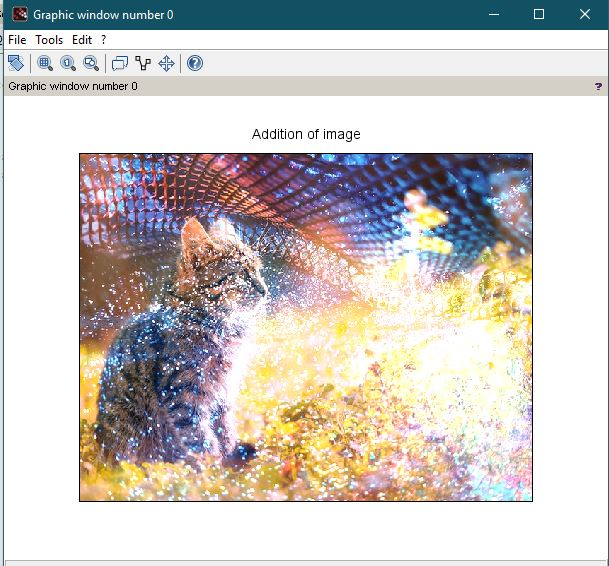 Graphic window number 0
File Tools Edit ?
Graphic window number 0 ?
Addition of image